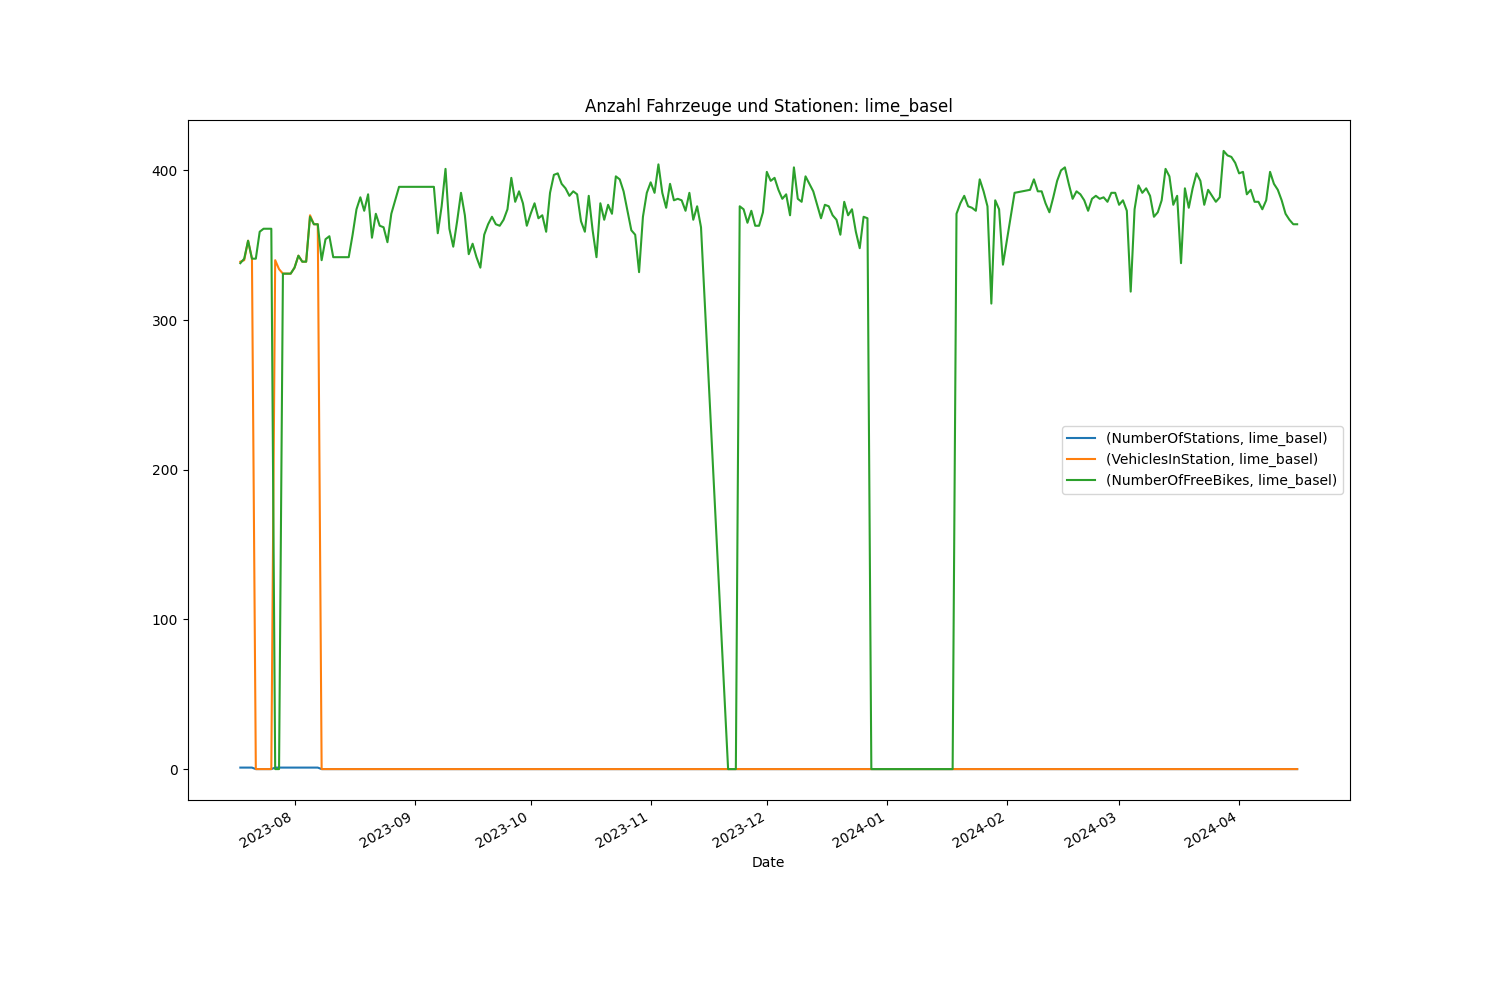 Anzahl Fahrzeuge und Stationen: lime_basel
400
300
200
100
0
(NumberOfStations, lime_basel)
(VehiclesInStation, lime_basel)
(NumberOfFreeBikes, lime_basel)
2023-08
2023-09
2023-10
2023-11
2023-12
2024-01
2024-02
2024-03
2024-04
Date